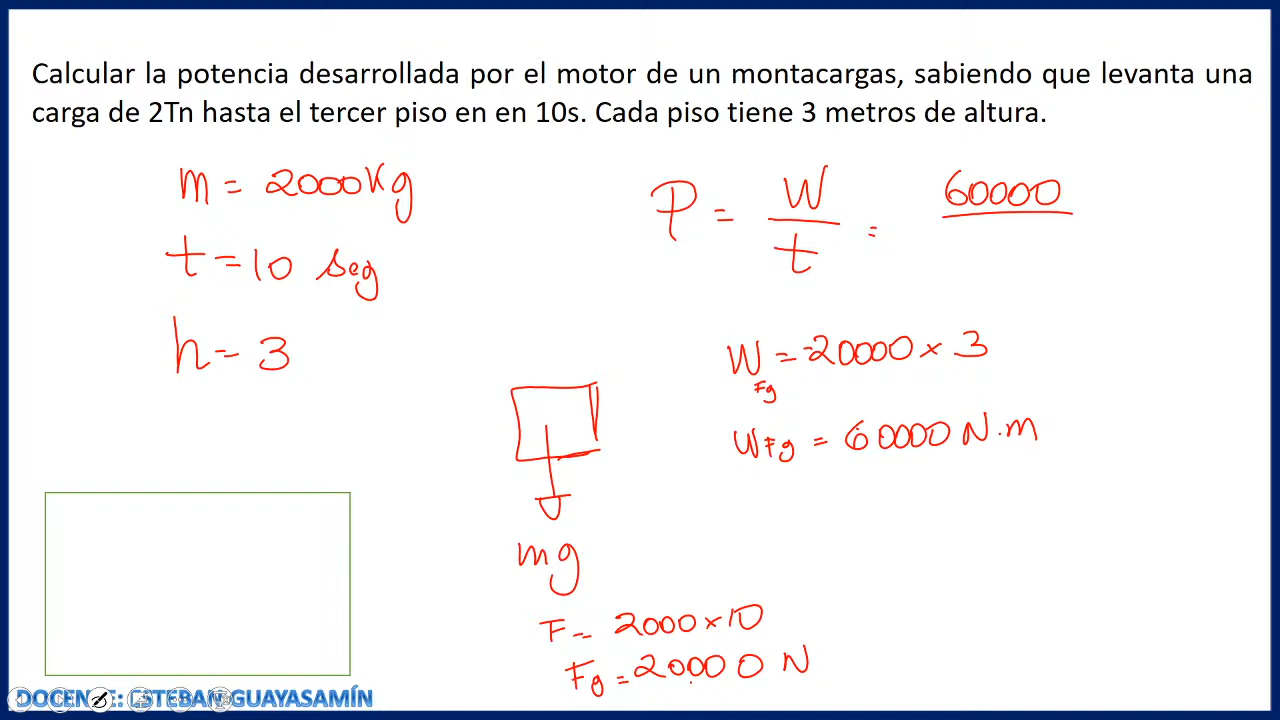 Calcular la potencia desarrollada por el motor de un montacargas, sabiendo que levanta una
carga de 2Tn hasta el tercer piso en en 10s. Cada piso tiene 3 metros de altura.
m = 2000Kg
t = 10 seg
h = 3
P = W/t = 60000
W Fg = 20000 × 3
WFg = 60000 N.m
mg
F = 2000 × 10
Fg = 20000 N
DOCENTE: ESTEBAN GUAYASAMÍN